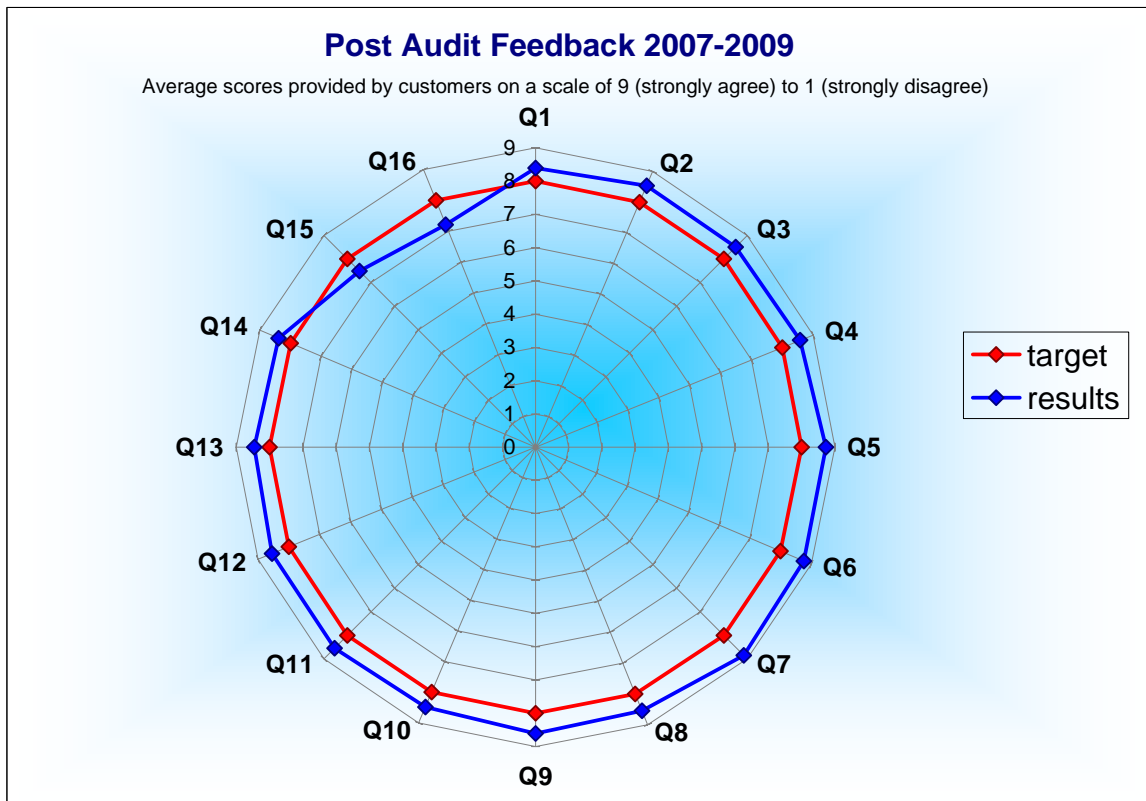 Post Audit Feedback 2007-2009
Average scores provided by customers on a scale of 9 (strongly agree) to 1 (strongly disagree)
Q1
Q2
Q3
Q4
Q5
Q6
Q7
Q8
Q9
Q10
Q11
Q12
Q13
Q14
Q15
Q16
9
8
7
6
5
4
3
2
1
0
target
results